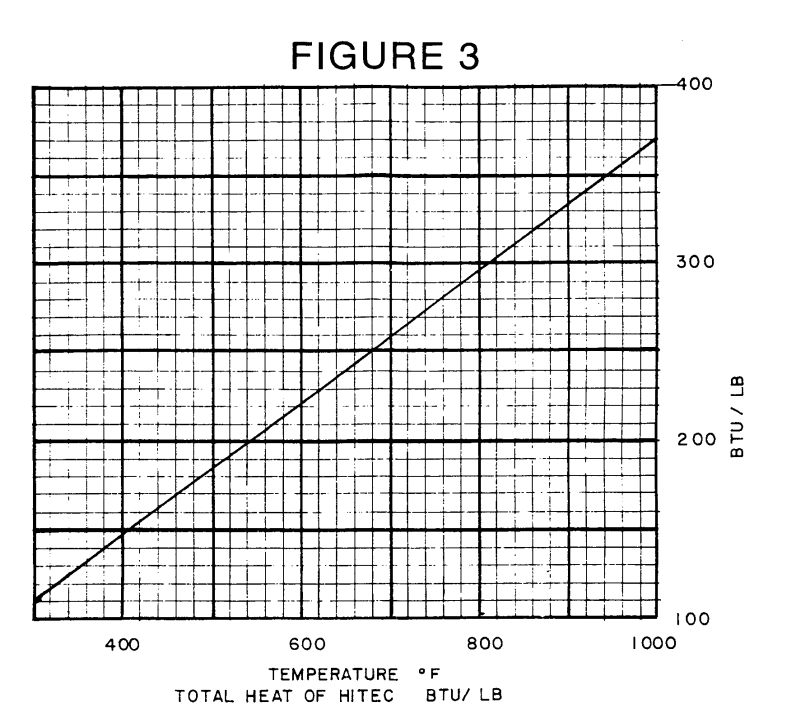 FIGURE 3
400
300
200
100
BTU / LB
400 600 800 1000
TEMPERATURE °F
TOTAL HEAT OF HITEC BTU/ LB